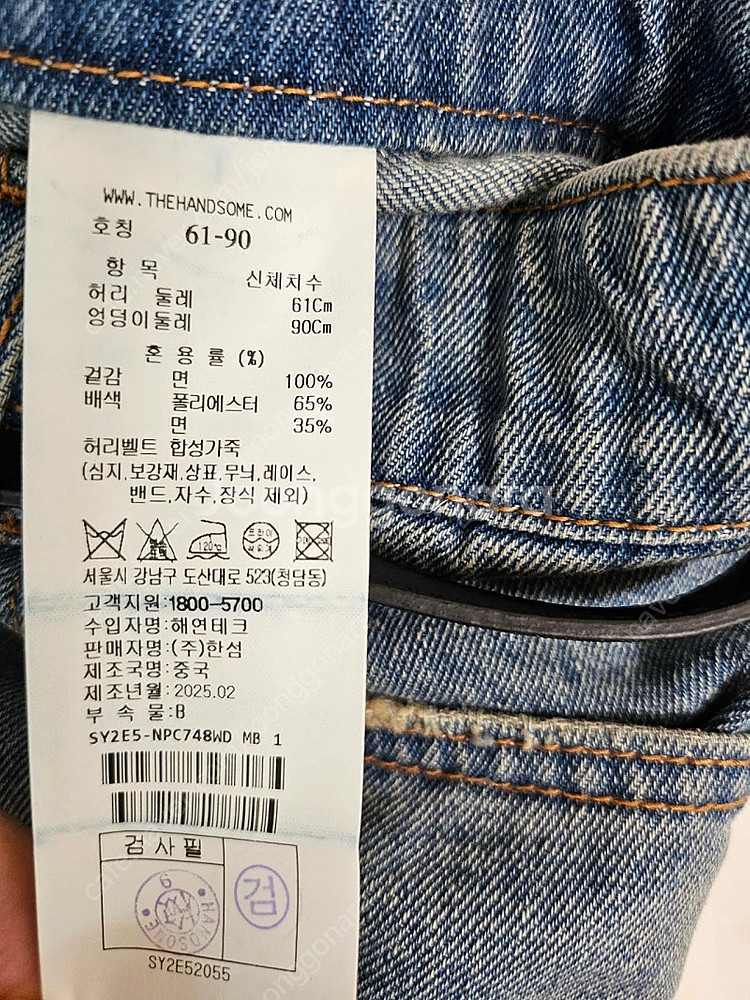 WWW.THEHANDSOME.COM
호칭 61-90
항 목 신체치수
허리 둘레 61Cm
엉덩이둘레 90Cm
혼 용 률 (%)
겉감 면 100%
배색 폴리에스터 65%
면 35%
허리벨트 합성가죽
(심지,보강재,상표,무늬,레이스,
밴드,자수,장식 제외)
120℃
드라이
서울시 강남구 도산대로 523(청담동)
고객지원:1800-5700
수입자명:해연테크
판매자명:(주)한섬
제조국명:중국
제조년월:2025.02
부 속 물:B
SY2E5-NPC748WD MB 1
검 사 필
6
HANDSOME
검
SY2E52055